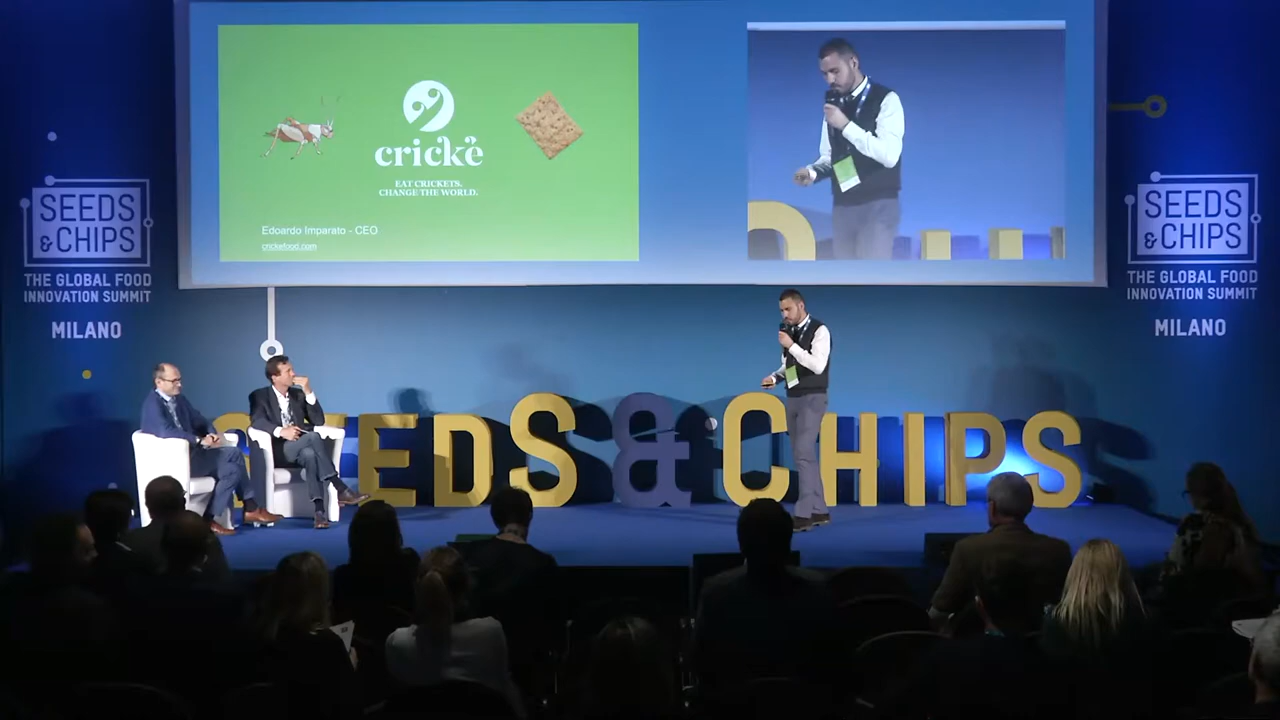 crickė
EAT CRICKETS.
CHANGE THE WORLD.
Edoardo Imparato - CEO
crickefood.com
SEEDS
& CHIPS
THE GLOBAL FOOD
INNOVATION SUMMIT
MILANO
SEEDS
& CHIPS
THE GLOBAL FOOD
INNOVATION SUMMIT
MILANO
SEEDS & CHIPS